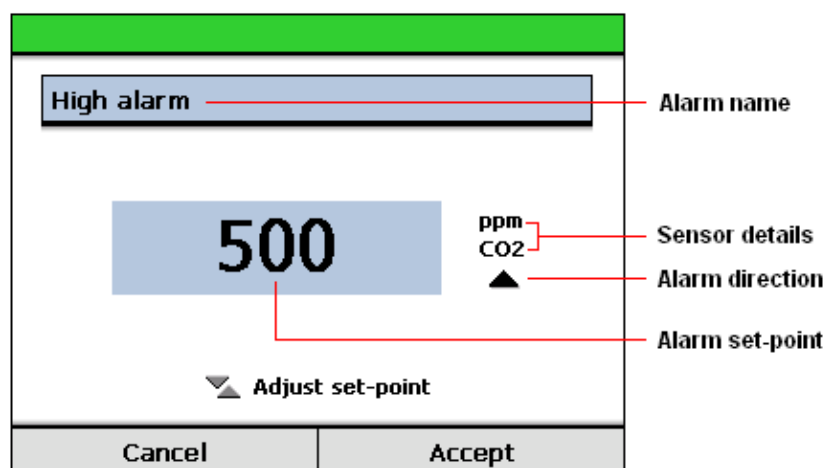 High alarm
Alarm name
500
ppm
CO2
Sensor details
Alarm direction
Alarm set-point
Adjust set-point
Cancel
Accept